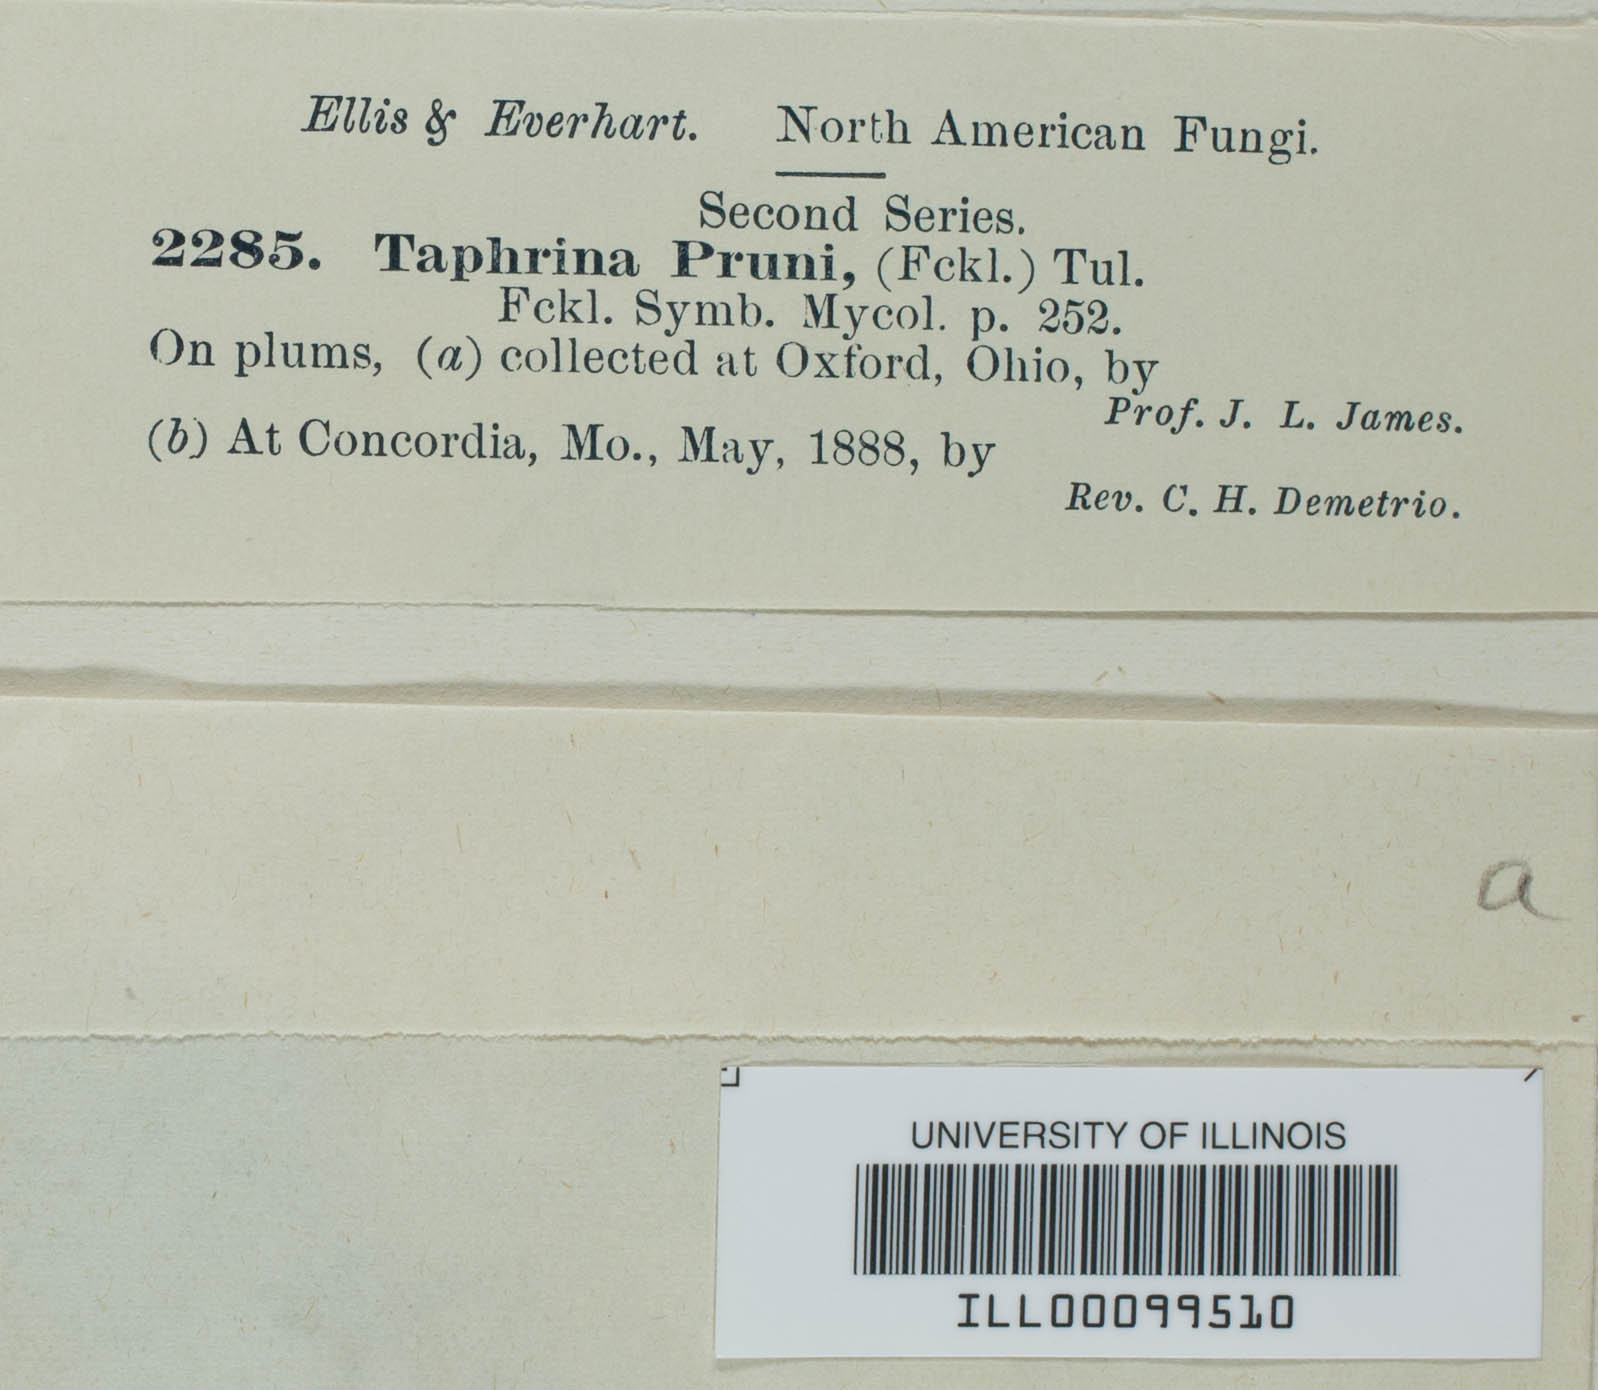 Ellis & Everhart. North American Fungi.
Second Series.
2285. Taphrina Pruni, (Fckl.) Tul.
Fckl. Symb. Mycol. p. 252.
On plums, (a) collected at Oxford, Ohio, by
Prof. J. L. James.
(b) At Concordia, Mo., May, 1888, by
Rev. C. H. Demetrio.
a
UNIVERSITY OF ILLINOIS
ILL00099510